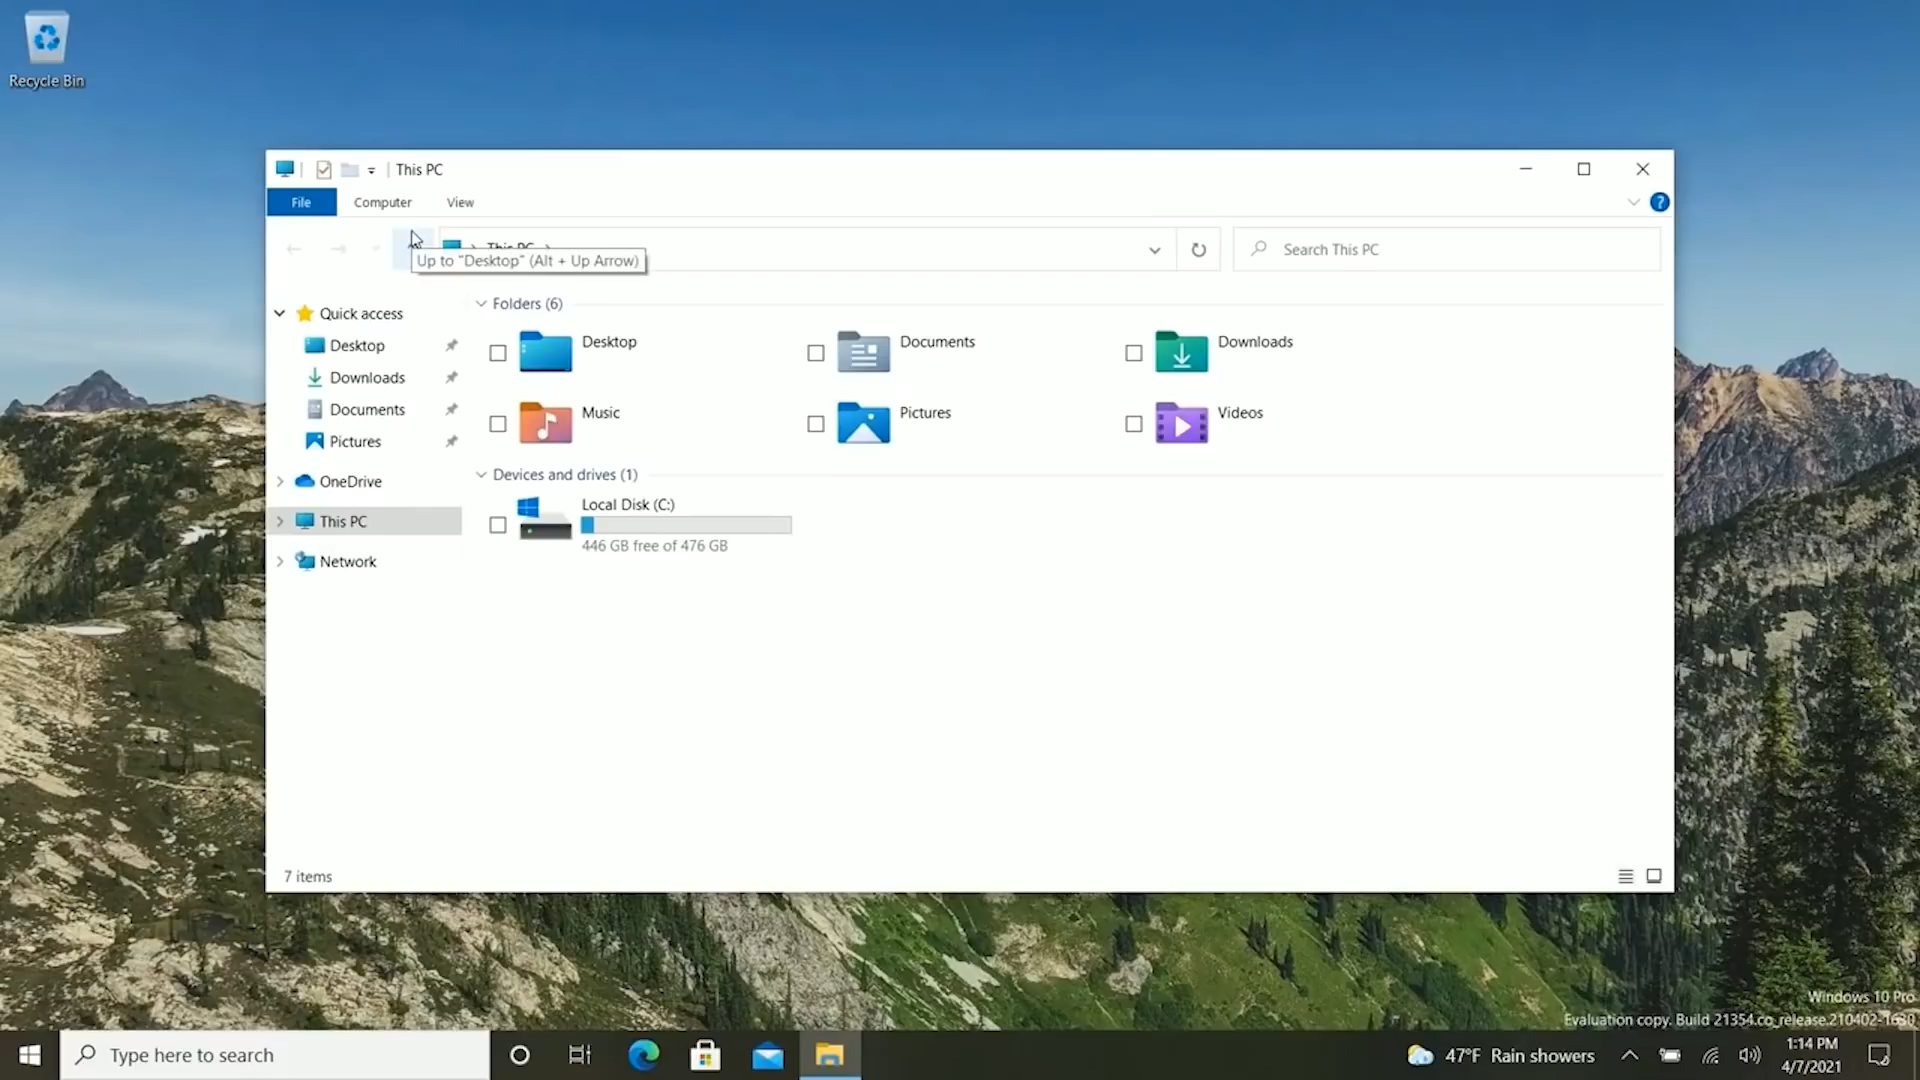 Recycle Bin
This PC
File
Computer
View
This PC
Up to "Desktop" (Alt + Up Arrow)
Search This PC
Quick access
Desktop
Downloads
Documents
Pictures
OneDrive
This PC
Network
Folders (6)
Desktop
Documents
Downloads
Music
Pictures
Videos
Devices and drives (1)
Local Disk (C:)
446 GB free of 476 GB
7 items
Windows 10 Pro
Evaluation copy. Build 21354.co_release.210402-1630
Type here to search
47°F Rain showers
1:14 PM
4/7/2021